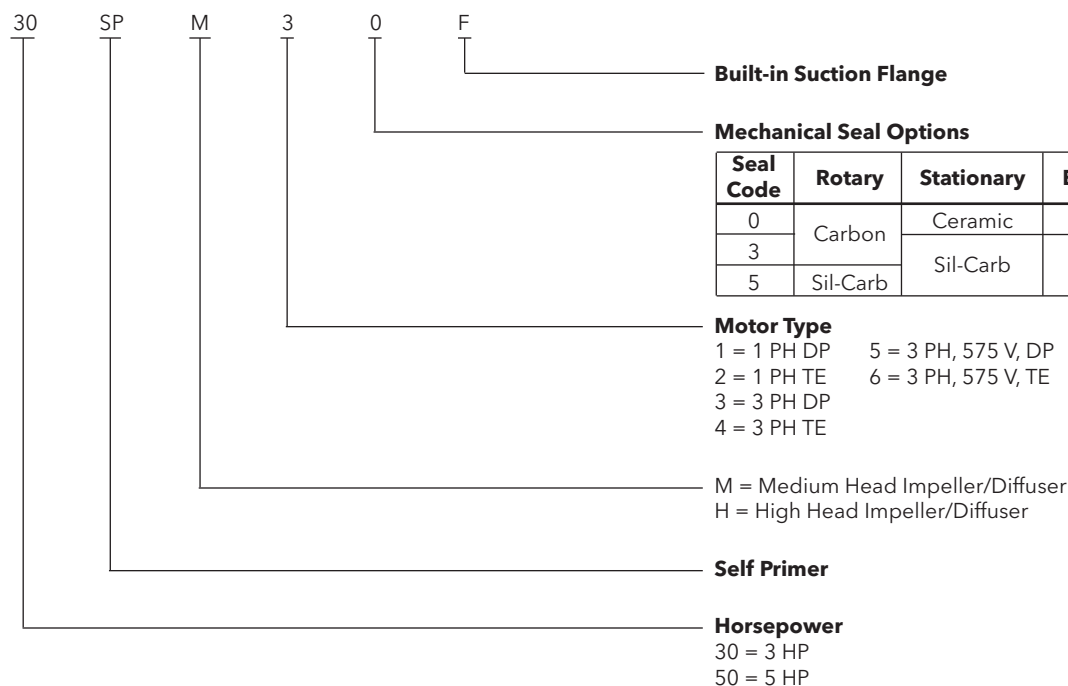 30 SP M 3 0 F
Built-in Suction Flange
Mechanical Seal Options
Seal Code Rotary Stationary
0 Carbon Ceramic
3 Sil-Carb
5 Sil-Carb
Motor Type
1 = 1 PH DP 5 = 3 PH, 575 V, DP
2 = 1 PH TE 6 = 3 PH, 575 V, TE
3 = 3 PH DP
4 = 3 PH TE
M = Medium Head Impeller/Diffuser
H = High Head Impeller/Diffuser
Self Primer
Horsepower
30 = 3 HP
50 = 5 HP